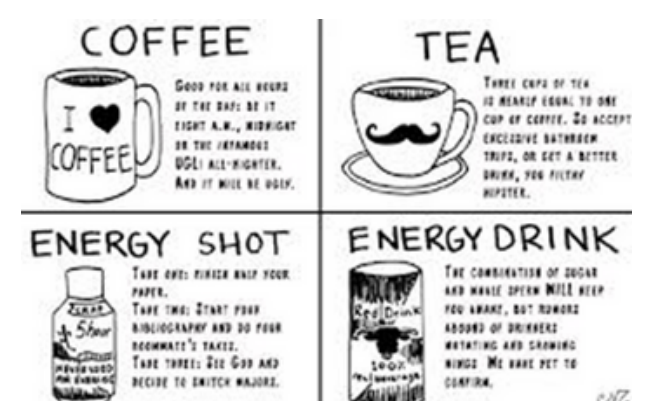 COFFEE
I ♥
COFFEE
GOOD FOR ALL HOURS
OF THE DAY: BE IT
EIGHT A.M., MIDNIGHT
OR THE INFAMOUS
UGLI ALL-NIGHTER.
AND IT WILL BE UGLY.
TEA
THREE CUPS OF TEA
IS NEARLY EQUAL TO ONE
CUP OF COFFEE. SO ACCEPT
EXCESSIVE BATHROOM
TRIPS, OR GET A BETTER
DRINK, YOU FILTHY
HIPSTER.
ENERGY SHOT
5 hour
TAKE ONE: FINISH HALF YOUR
PAPER.
TAKE TWO: START YOUR
BIBLIOGRAPHY AND DO YOUR
ROOMMATE'S TAXES.
TAKE THREE: SEE GOD AND
DECIDE TO SWITCH MAJORS.
ENERGY DRINK
Red Drink
100%
THE COMBINATION OF SUGAR
AND WHALE SPERM WILL KEEP
YOU AWAKE, BUT RUMORS
ABOUND OF DRINKERS
MUTATING AND GROWING
WINGS. WE HAVE YET TO
CONFIRM.